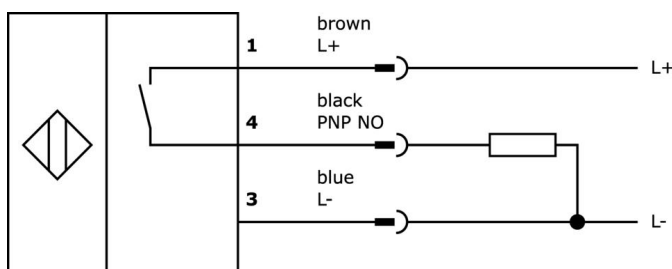 brown
1 L+
L+
black
4 PNP NO
blue
3 L-
L-